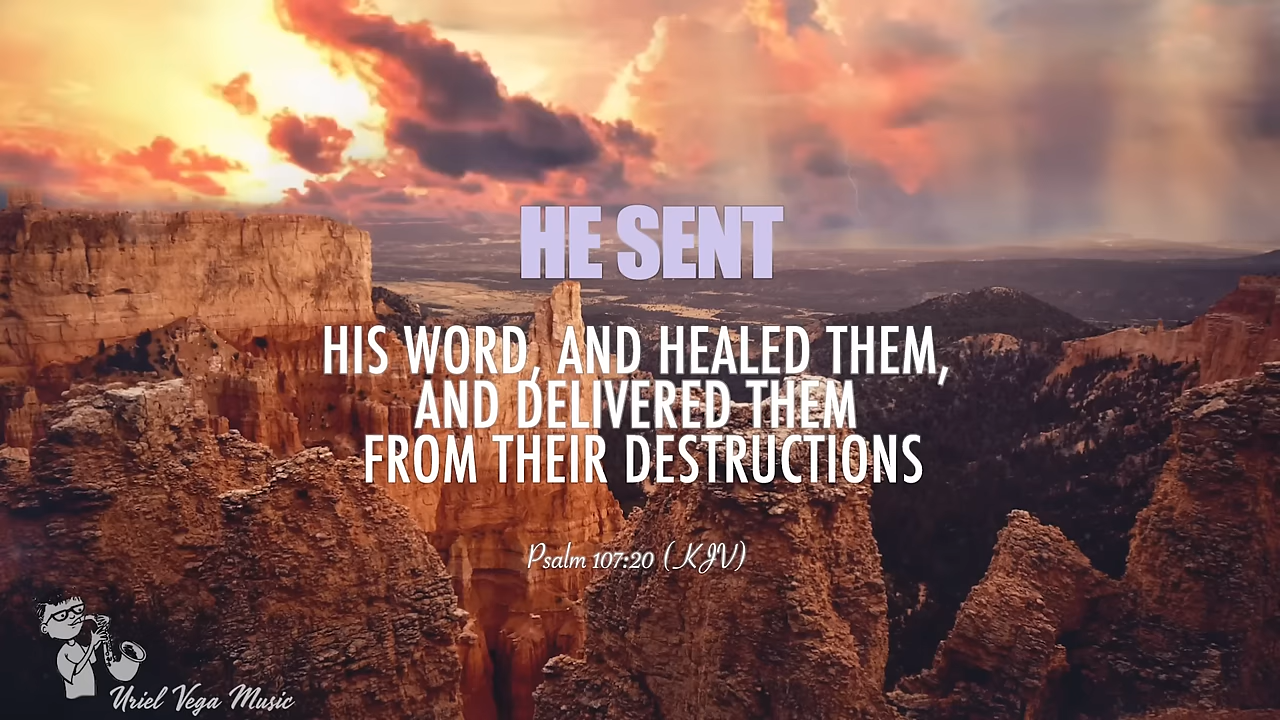 HE SENT
HIS WORD, AND HEALED THEM,
AND DELIVERED THEM
FROM THEIR DESTRUCTIONS
Psalm 107:20 (KJV)
Uriel Vega Music